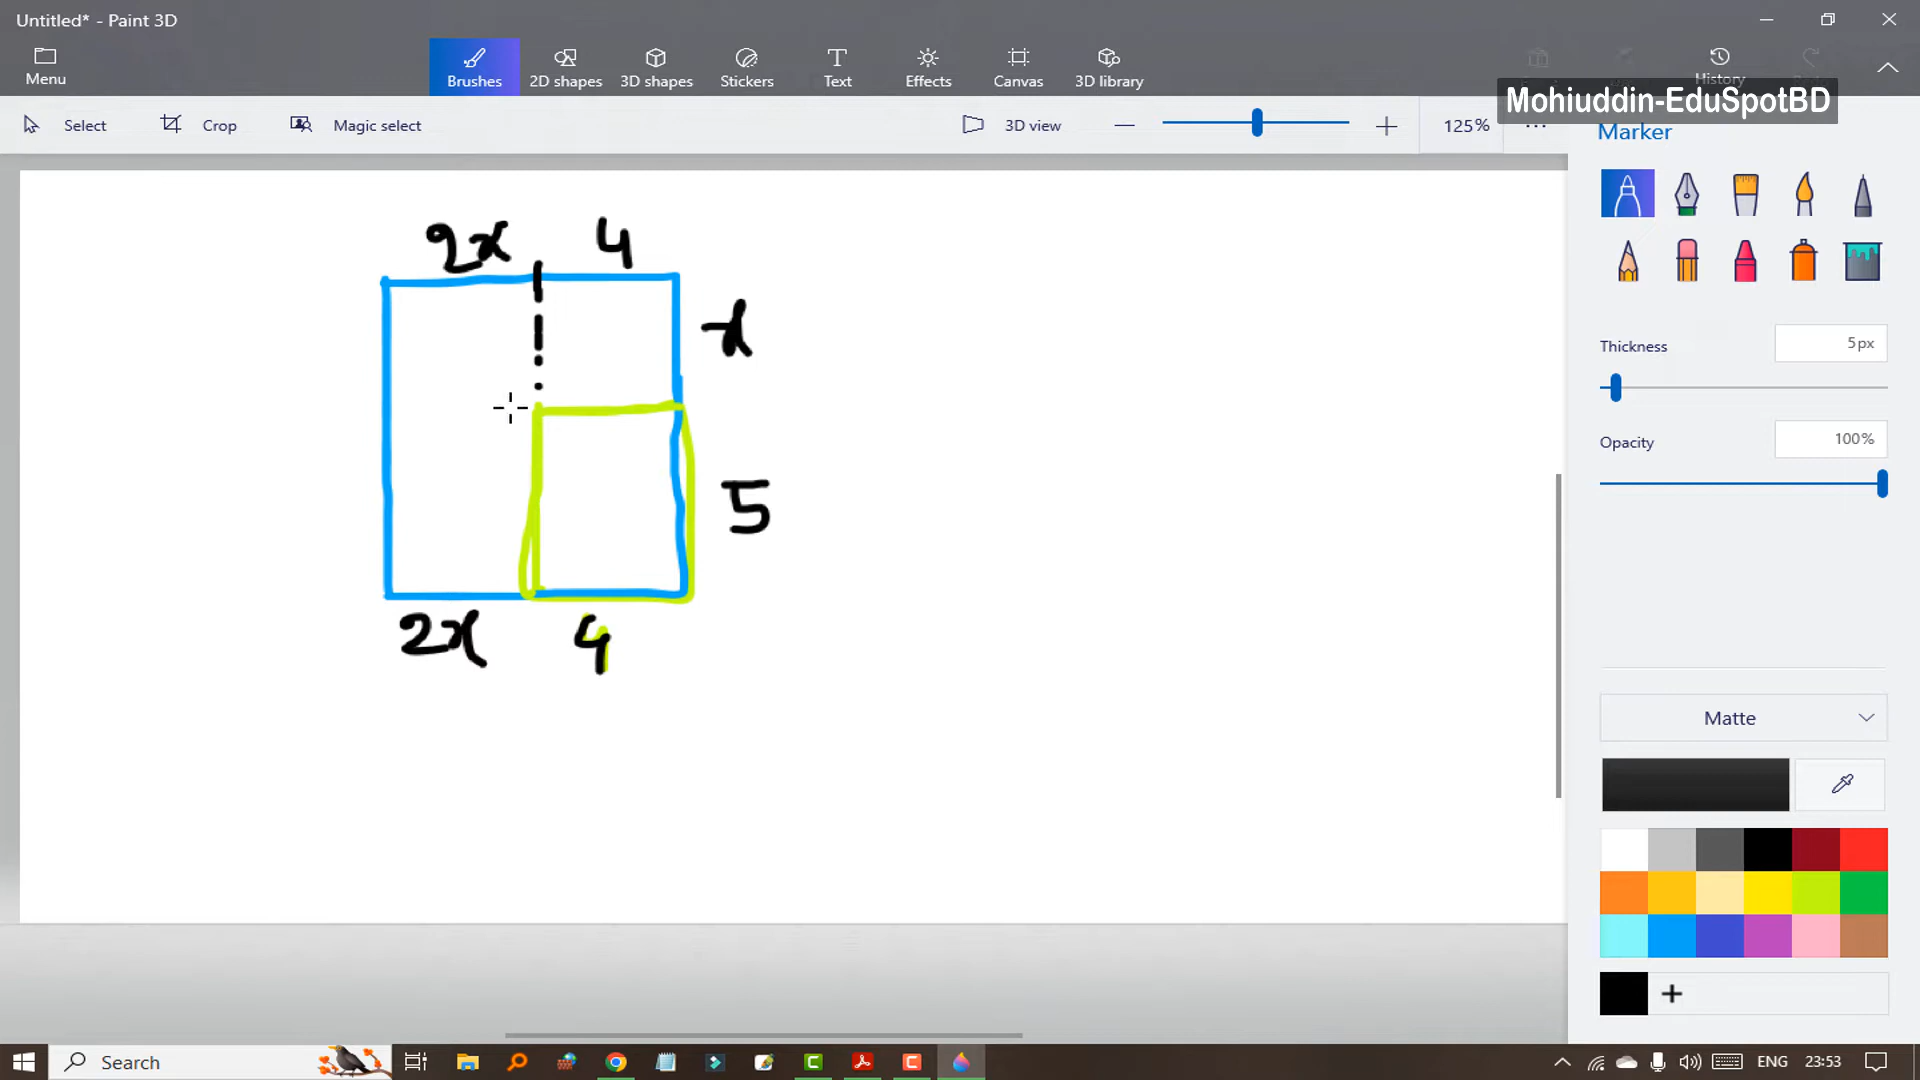 Untitled* - Paint 3D
Menu
Brushes
2D shapes
3D shapes
Stickers
Text
Effects
Canvas
3D library
History
Mohiuddin-EduSpotBD
Select
Crop
Magic select
3D view
125%
Marker
Thickness
5px
Opacity
100%
Matte
2x 4
x
5
2x 4
Search
ENG
23:53